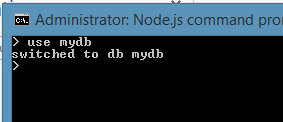 Administrator: Node.js command pro
> use mydb
switched to db mydb
>